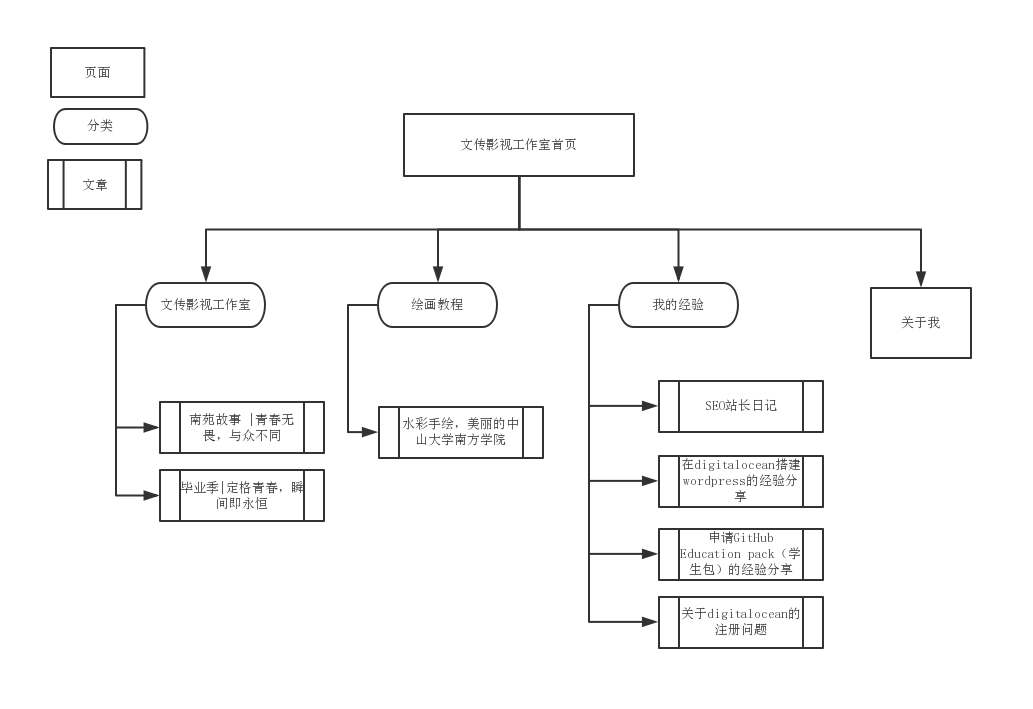 页面
分类
文章
文传影视工作室首页
文传影视工作室
绘画教程
我的经验
关于我
南苑故事 |青春无
畏，与众不同
毕业季|定格青春，瞬
间即永恒
水彩手绘，美丽的中
山大学南方学院
SEO站长日记
在digitalocean搭建
wordpress的经验分
享
申请GitHub
Education pack（学
生包）的经验分享
关于digitalocean的
注册问题